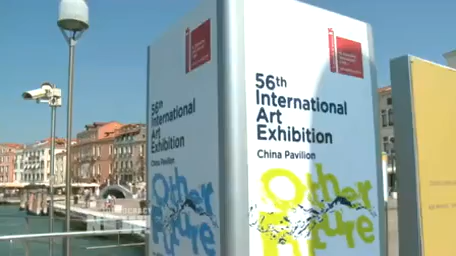 56th
International
Art
Exhibition
China Pavilion
Other
Future
56th
International
Art
Exhibition
China Pavilion
Other
Future